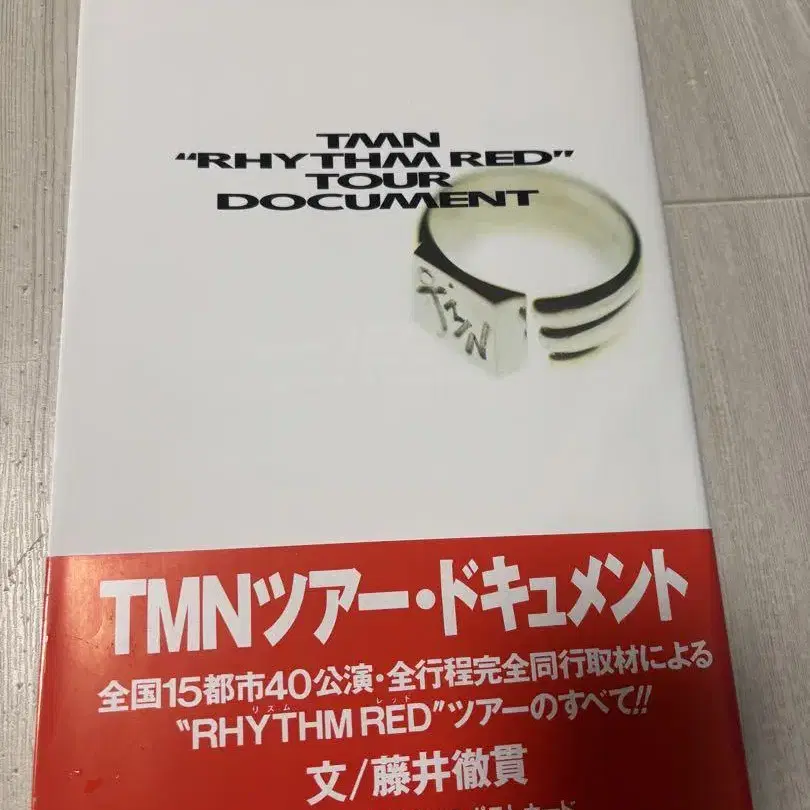 TMN
“RHYTHM RED”
TOUR
DOCUMENT
TMN
TMNツアー・ドキュメント
全国15都市40公演・全行程完全同行取材による
リズム レッド
“RHYTHM RED”ツアーのすべて!!
文/藤井徹貫